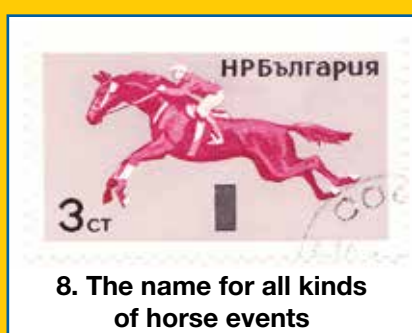 НРБългария
3ст
8. The name for all kinds
of horse events